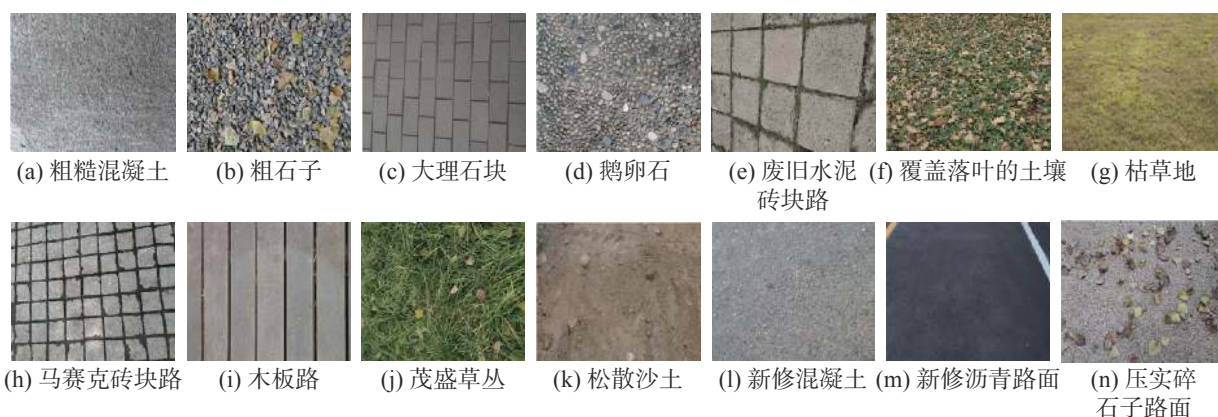 (a) 粗糙混凝土 (b) 粗石子 (c) 大理石块 (d) 鹅卵石 (e) 废旧水泥 (f) 覆盖落叶的土壤 (g) 枯草地
砖块路
(h) 马赛克砖块路 (i) 木板路 (j) 茂盛草丛 (k) 松散沙土 (l) 新修混凝土 (m) 新修沥青路面 (n) 压实碎
石子路面